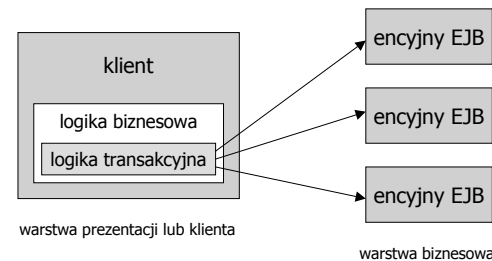 klient
logika biznesowa
logika transakcyjna
warstwa prezentacji lub klienta
encyjny EJB
encyjny EJB
encyjny EJB
warstwa biznesowa